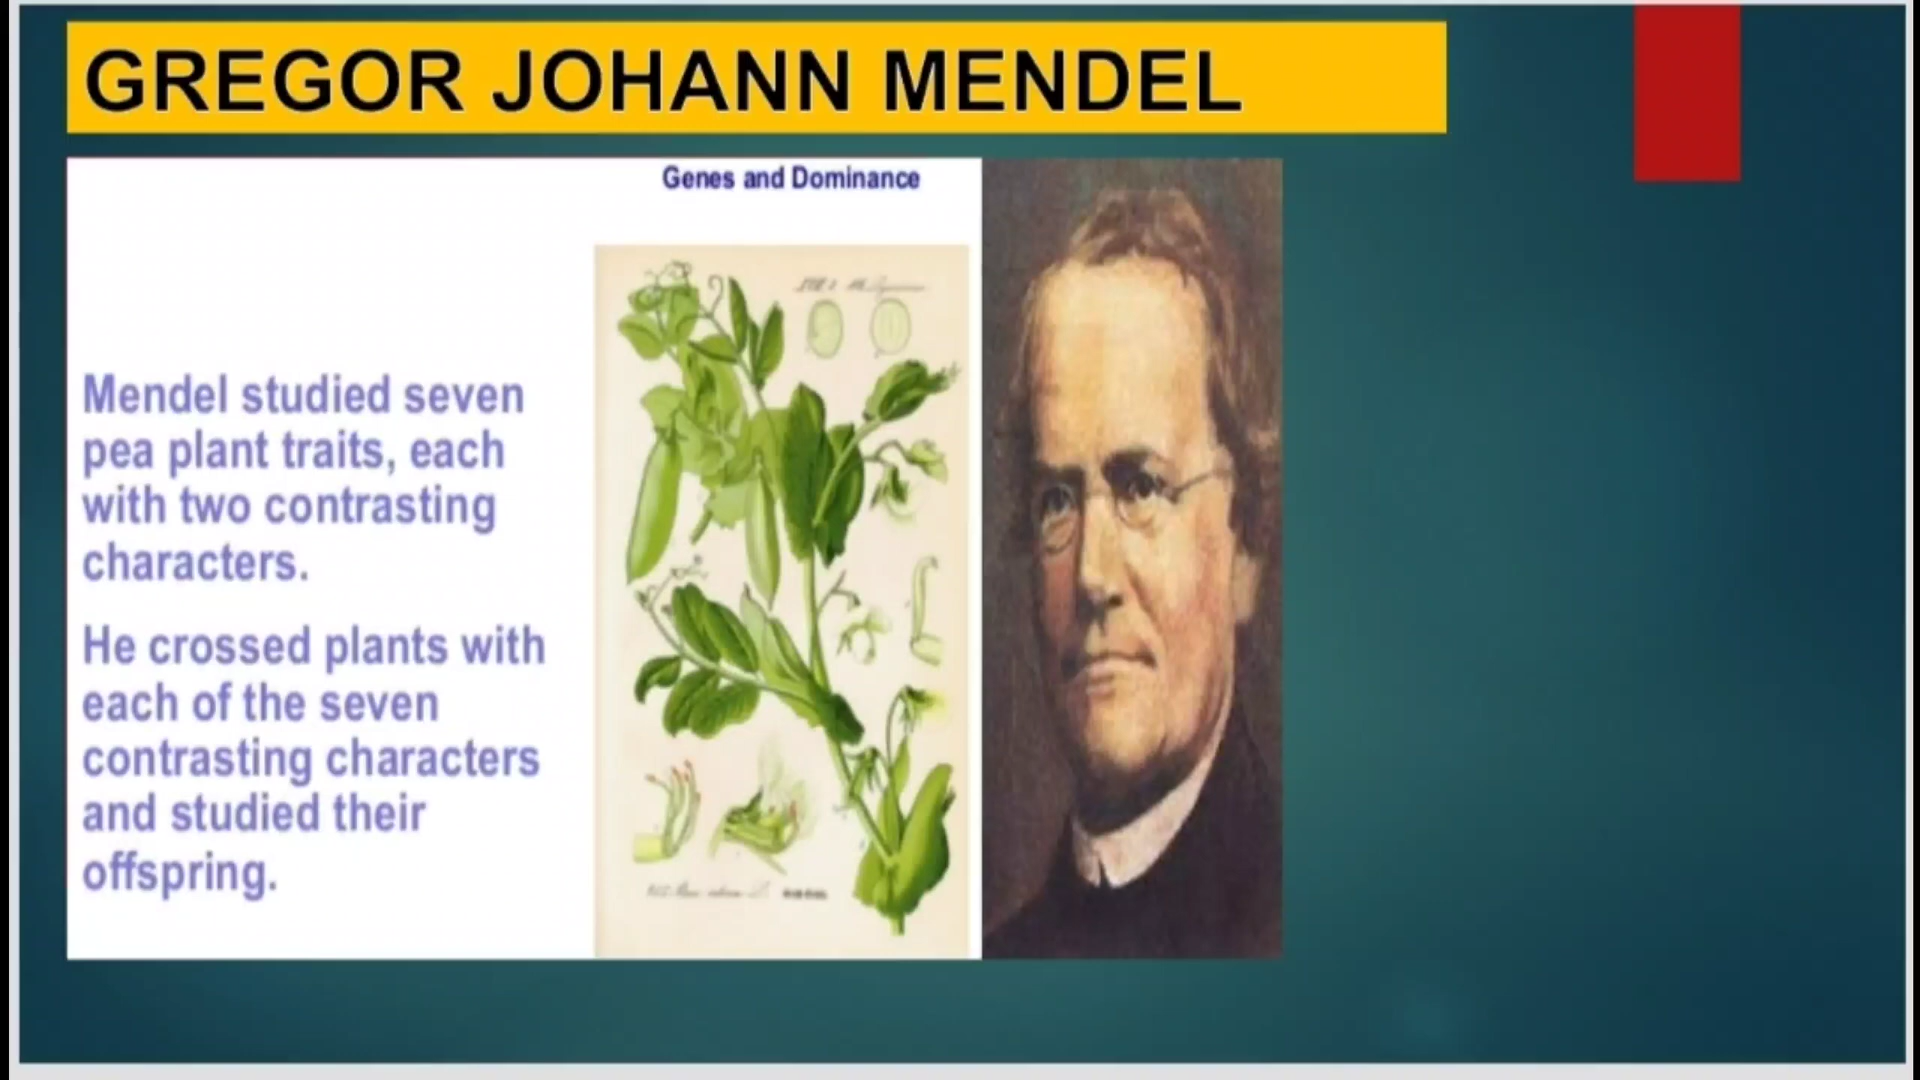 GREGOR JOHANN MENDEL
Genes and Dominance
Mendel studied seven
pea plant traits, each
with two contrasting
characters.
He crossed plants with
each of the seven
contrasting characters
and studied their
offspring.